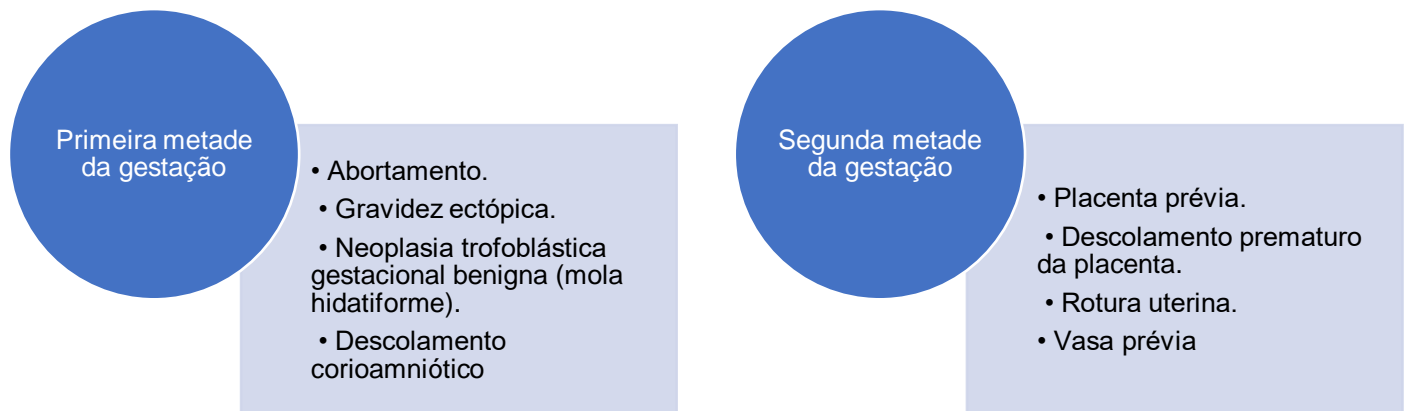 Primeira metade
da gestação
• Abortamento.
• Gravidez ectópica.
• Neoplasia trofoblástica
gestacional benigna (mola
hidatiforme).
• Descolamento
corioamniótico
Segunda metade
da gestação
• Placenta prévia.
• Descolamento prematuro
da placenta.
• Rotura uterina.
• Vasa prévia